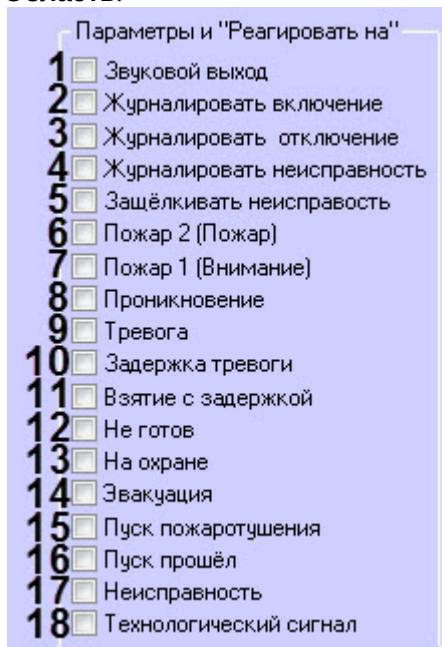 Параметры и "Реагировать на"
1 Звуковой выход
2 Журналировать включение
3 Журналировать отключение
4 Журналировать неисправность
5 Защёлкивать неисправость
6 Пожар 2 (Пожар)
7 Пожар 1 (Внимание)
8 Проникновение
9 Тревога
10 Задержка тревоги
11 Взятие с задержкой
12 Не готов
13 На охране
14 Эвакуация
15 Пуск пожаротушения
16 Пуск прошёл
17 Неисправность
18 Технологический сигнал